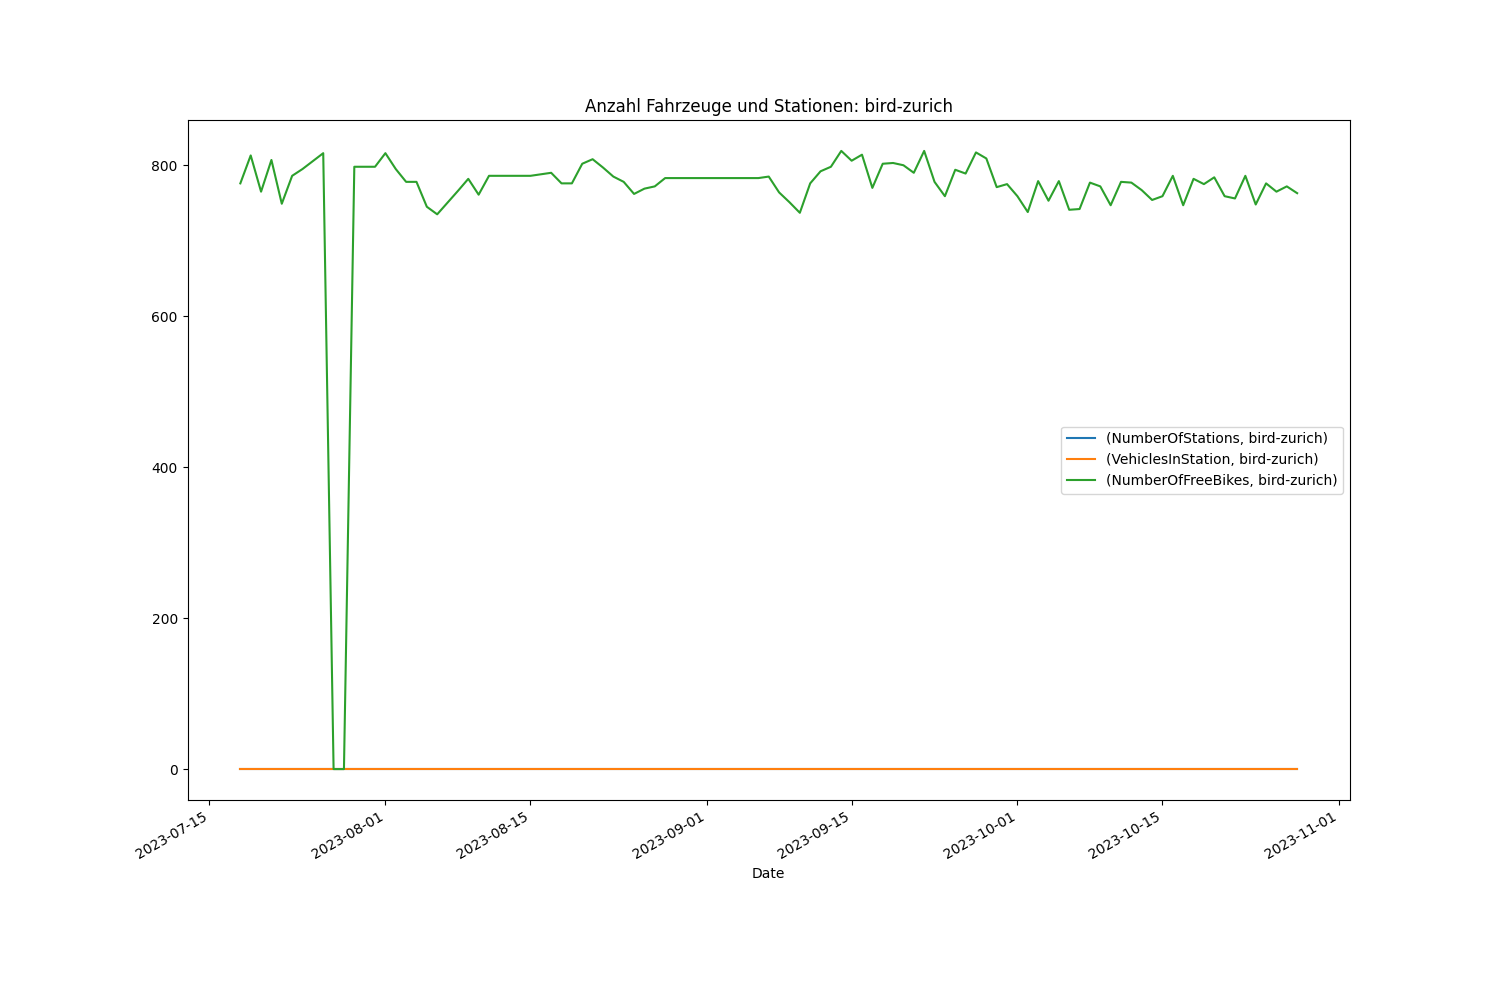 Anzahl Fahrzeuge und Stationen: bird-zurich
800
600
400
200
0
(NumberOfStations, bird-zurich)
(VehiclesInStation, bird-zurich)
(NumberOfFreeBikes, bird-zurich)
2023-07-15
2023-08-01
2023-08-15
2023-09-01
2023-09-15
2023-10-01
2023-10-15
2023-11-01
Date